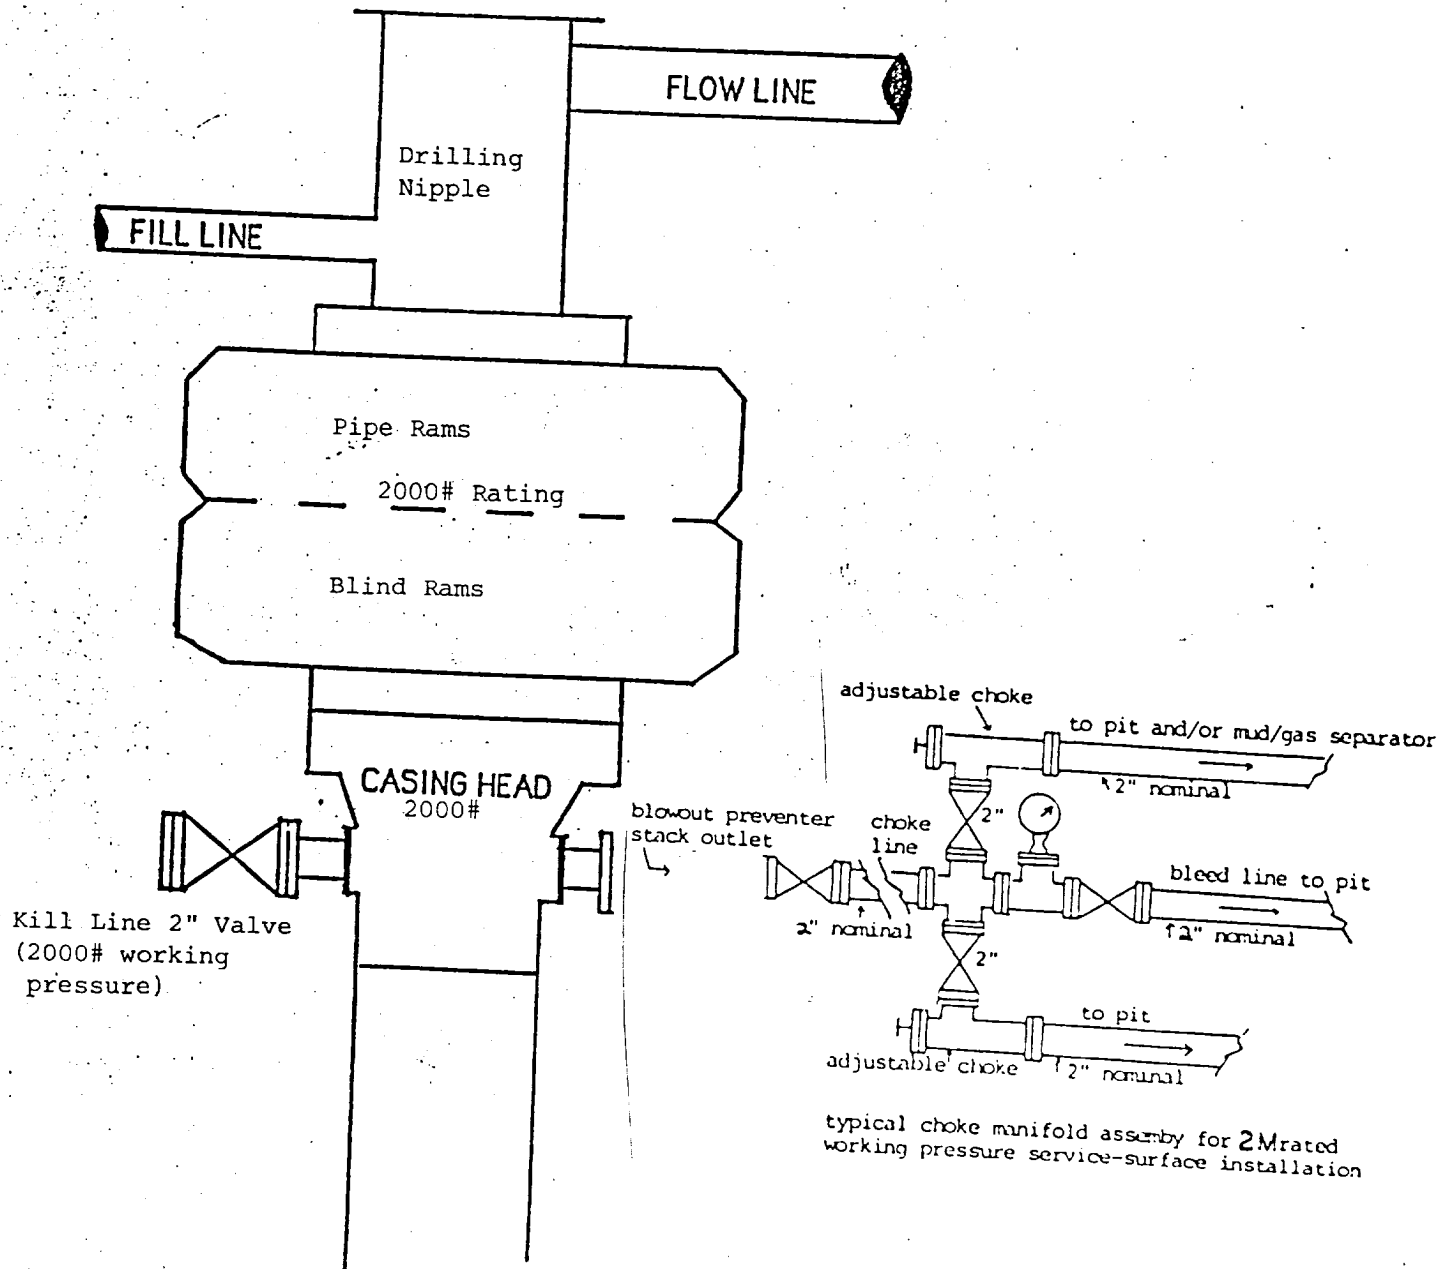 FLOW LINE
Drilling
Nipple
FILL LINE
Pipe Rams
2000# Rating
Blind Rams
CASING HEAD
2000#
Kill Line 2" Valve
(2000# working
pressure)
blowout preventer
stack outlet
adjustable choke
to pit and/or mud/gas separator
2" nominal
2"
choke
line
bleed line to pit
2" nominal
2" nominal
2"
to pit
adjustable choke
2" nominal
typical choke manifold assemby for 2M rated
working pressure service-surface installation